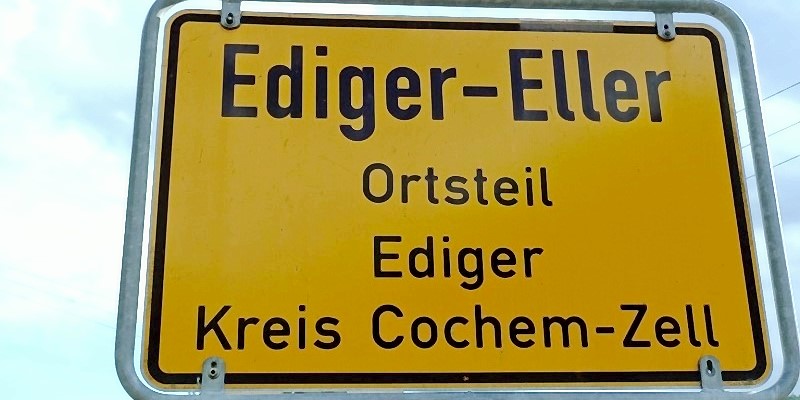 Ediger-Eller
Ortsteil
Ediger
Kreis Cochem-Zell